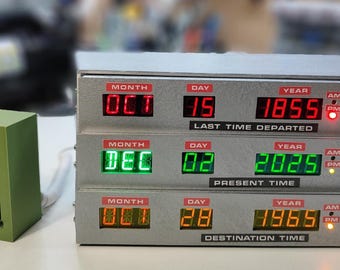 MONTH DAY YEAR AM
OCT 15 1855 PM
LAST TIME DEPARTED
MONTH DAY YEAR AM
DEC 02 2025 PM
PRESENT TIME
MONTH DAY YEAR AM
OCT 28 1965 PM
DESTINATION TIME